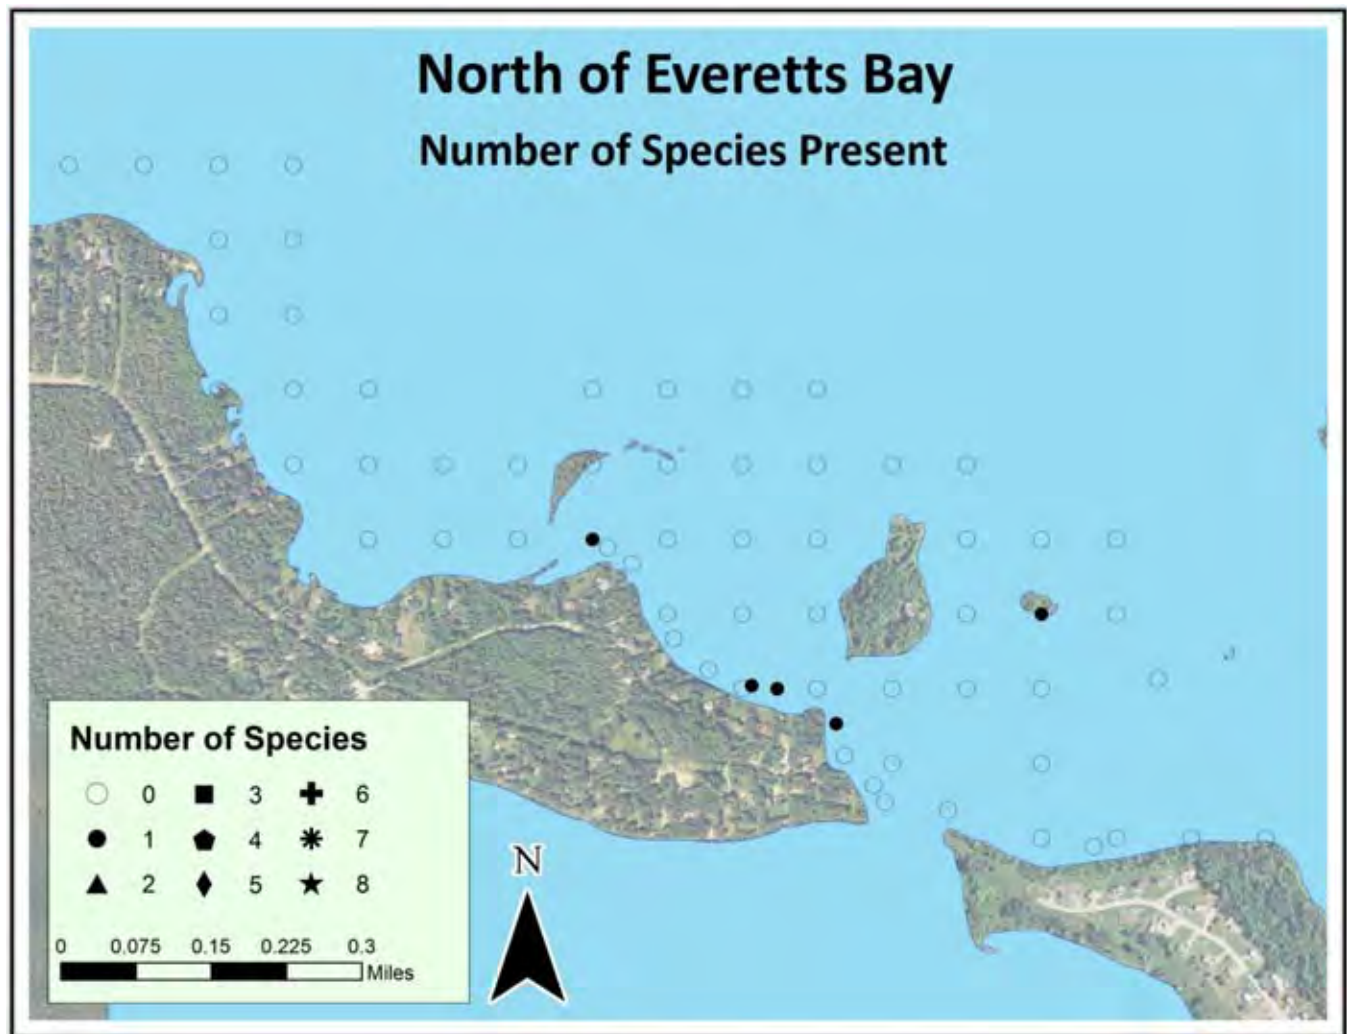 North of Everetts Bay
Number of Species Present
Number of Species
0 3 6
1 4 7
2 5 8
N
0 0.075 0.15 0.225 0.3
Miles